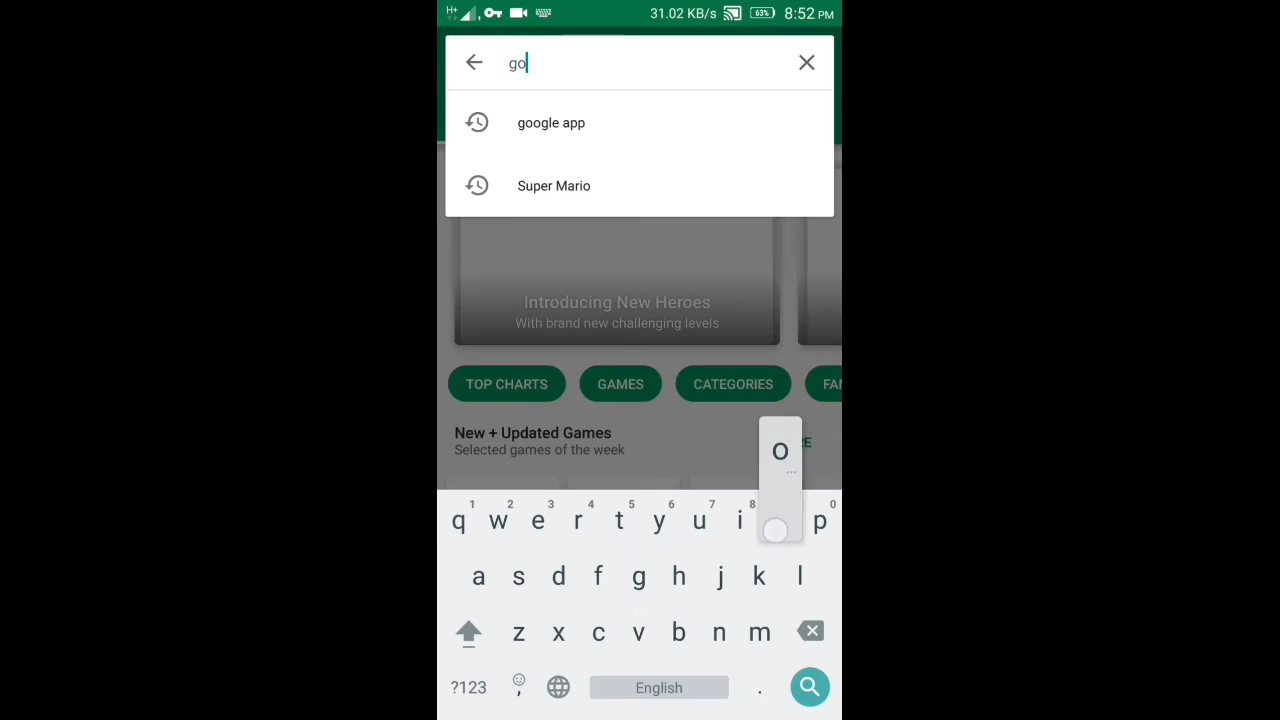 H+ 31.02 KB/s 63% 8:52 PM
go
google app
Super Mario
Introducing New Heroes
With brand new challenging levels
TOP CHARTS GAMES CATEGORIES
New + Updated Games
Selected games of the week
o
...
1 2 3 4 5 6 7 8 0
q w e r t y u i p
a s d f g h j k l
z x c v b n m
?123 , English .